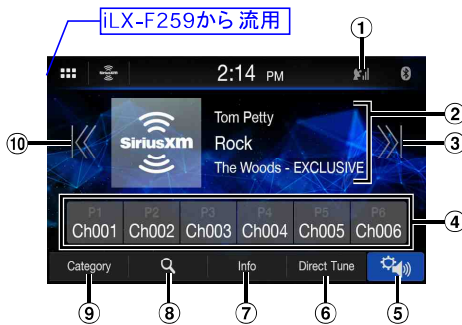 iLX-F259から流用
①
2:14 PM
②
Tom Petty
SiriusXM
Rock
③
⑩
The Woods - EXCLUSIVE
P1 P2 P3 P4 P5 P6
④
Ch001 Ch002 Ch003 Ch004 Ch005 Ch006
Category Info Direct Tune
⑨ ⑧ ⑦ ⑥ ⑤